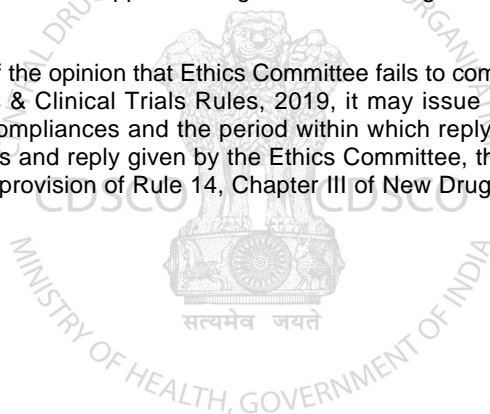 f the opinion that Ethics Committee fails to com
s & Clinical Trials Rules, 2019, it may issue
ompliances and the period within which reply
s and reply given by the Ethics Committee, th
provision of Rule 14, Chapter III of New Drug
CDSCO CDSCO
सत्यमेव जयते
MINISTRY OF HEALTH, GOVERNMENT OF INDIA